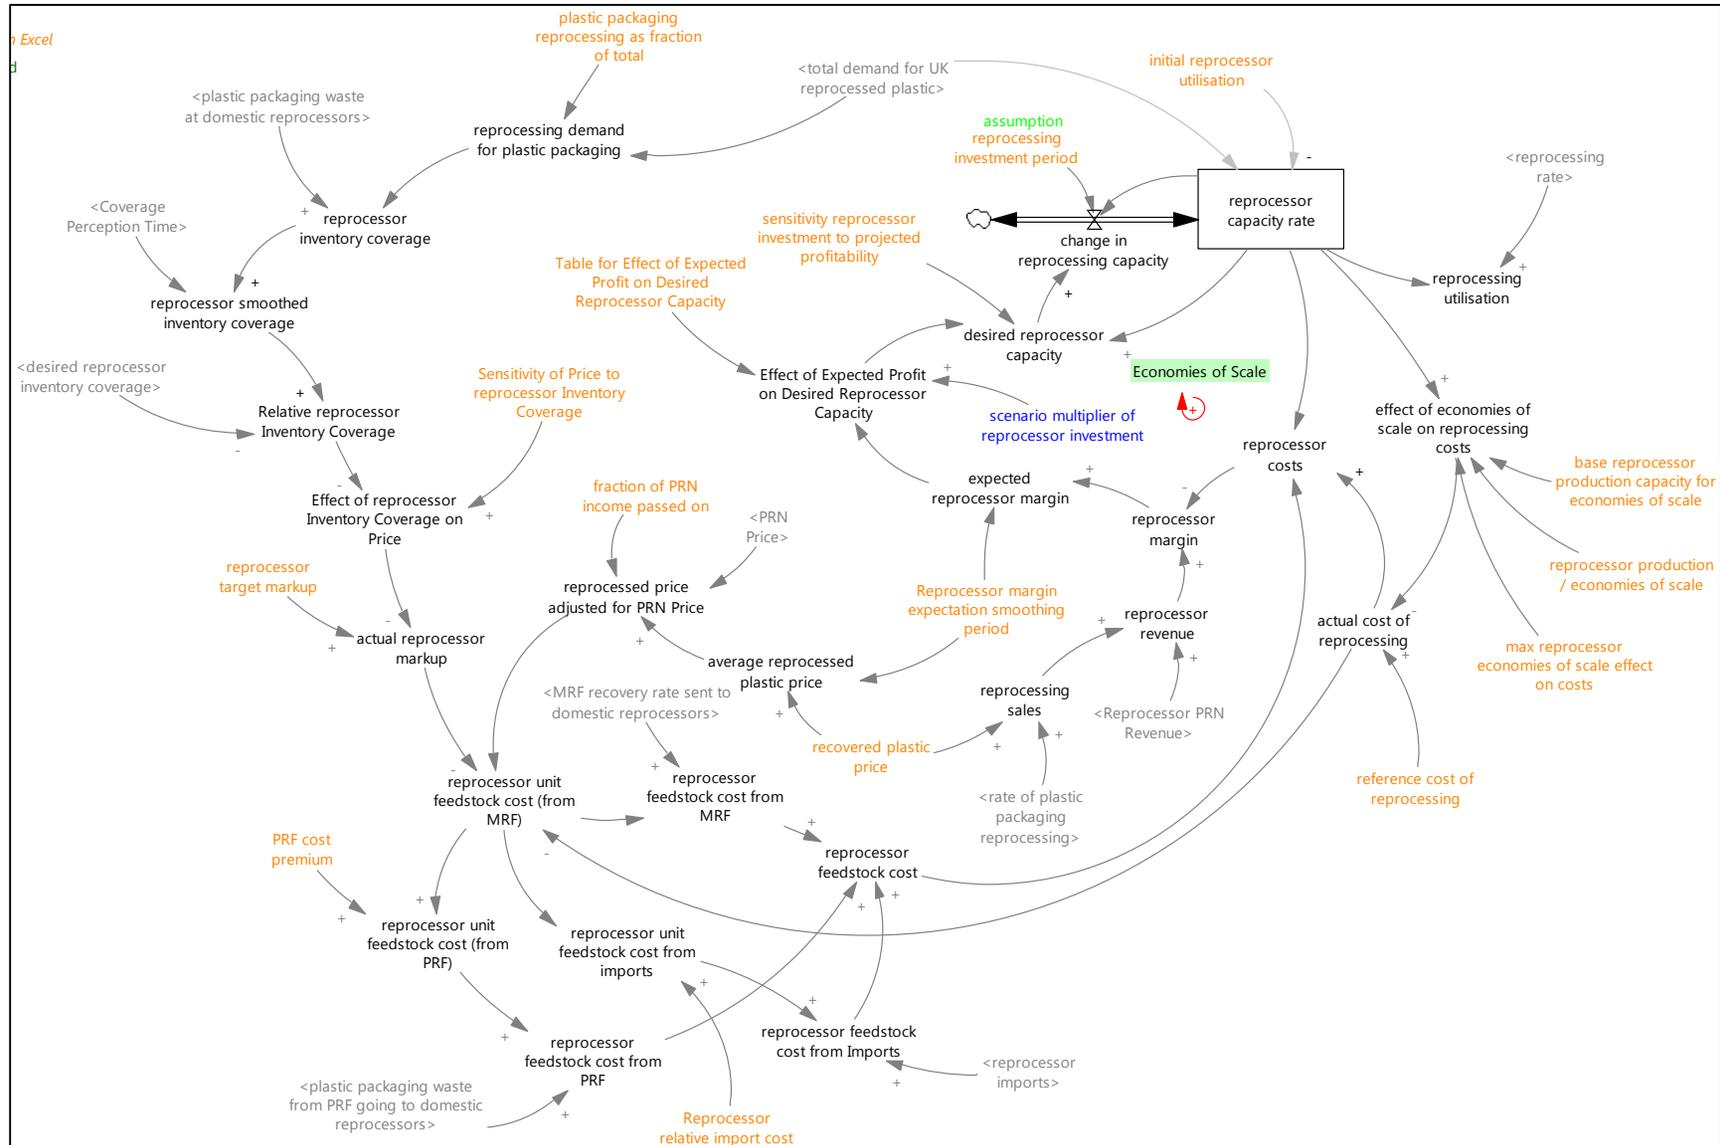 n Excel
d
plastic packaging
reprocessing as fraction
of total
<total demand for UK
reprocessed plastic>
initial reprocessor
utilisation
<plastic packaging waste
at domestic reprocessors>
reprocessing demand
for plastic packaging
assumption
reprocessing
investment period
-
<reprocessing
rate>
<Coverage
Perception Time>
+
reprocessor
inventory coverage
sensitivity reprocessor
investment to projected
profitability
reprocessor
capacity rate
change in
reprocessing capacity
+
+
reprocessing
utilisation
Table for Effect of Expected
Profit on Desired
Reprocessor Capacity
+
reprocessor smoothed
inventory coverage
desired reprocessor
capacity
+
<desired reprocessor
inventory coverage>
Sensitivity of Price to
reprocessor Inventory
Coverage
Effect of Expected Profit
on Desired Reprocessor
Capacity
+
Economies of Scale
+
+
+
Relative reprocessor
Inventory Coverage
-
scenario multiplier of
reprocessor investment
effect of economies of
scale on reprocessing
costs
reprocessor
costs
+
base reprocessor
production capacity for
economies of scale
-
Effect of reprocessor
Inventory Coverage on
Price
+
fraction of PRN
income passed on
<PRN
Price>
expected
reprocessor margin
+
-
reprocessor
margin
+
reprocessor
target markup
reprocessed price
adjusted for PRN Price
Reprocessor margin
expectation smoothing
period
reprocessor
revenue
+
+
reprocessor production
/ economies of scale
-
actual cost of
reprocessing
+
-
+
actual reprocessor
markup
+
average reprocessed
plastic price
+
max reprocessor
economies of scale effect
on costs
<MRF recovery rate sent to
domestic reprocessors>
reprocessing
sales
<Reprocessor PRN
Revenue>
recovered plastic
price
+
+
reference cost of
reprocessing
-
reprocessor unit
feedstock cost (from
MRF)
+
reprocessor
feedstock cost from
MRF
<rate of plastic
packaging
reprocessing>
+
-
PRF cost
premium
reprocessor
feedstock cost
+
+
+
+
reprocessor unit
feedstock cost (from
PRF)
reprocessor unit
feedstock cost from
imports
+
+
+
reprocessor
feedstock cost from
PRF
reprocessor feedstock
cost from Imports
+
<reprocessor
imports>
<plastic packaging waste
from PRF going to domestic
reprocessors>
+
Reprocessor
relative import cost